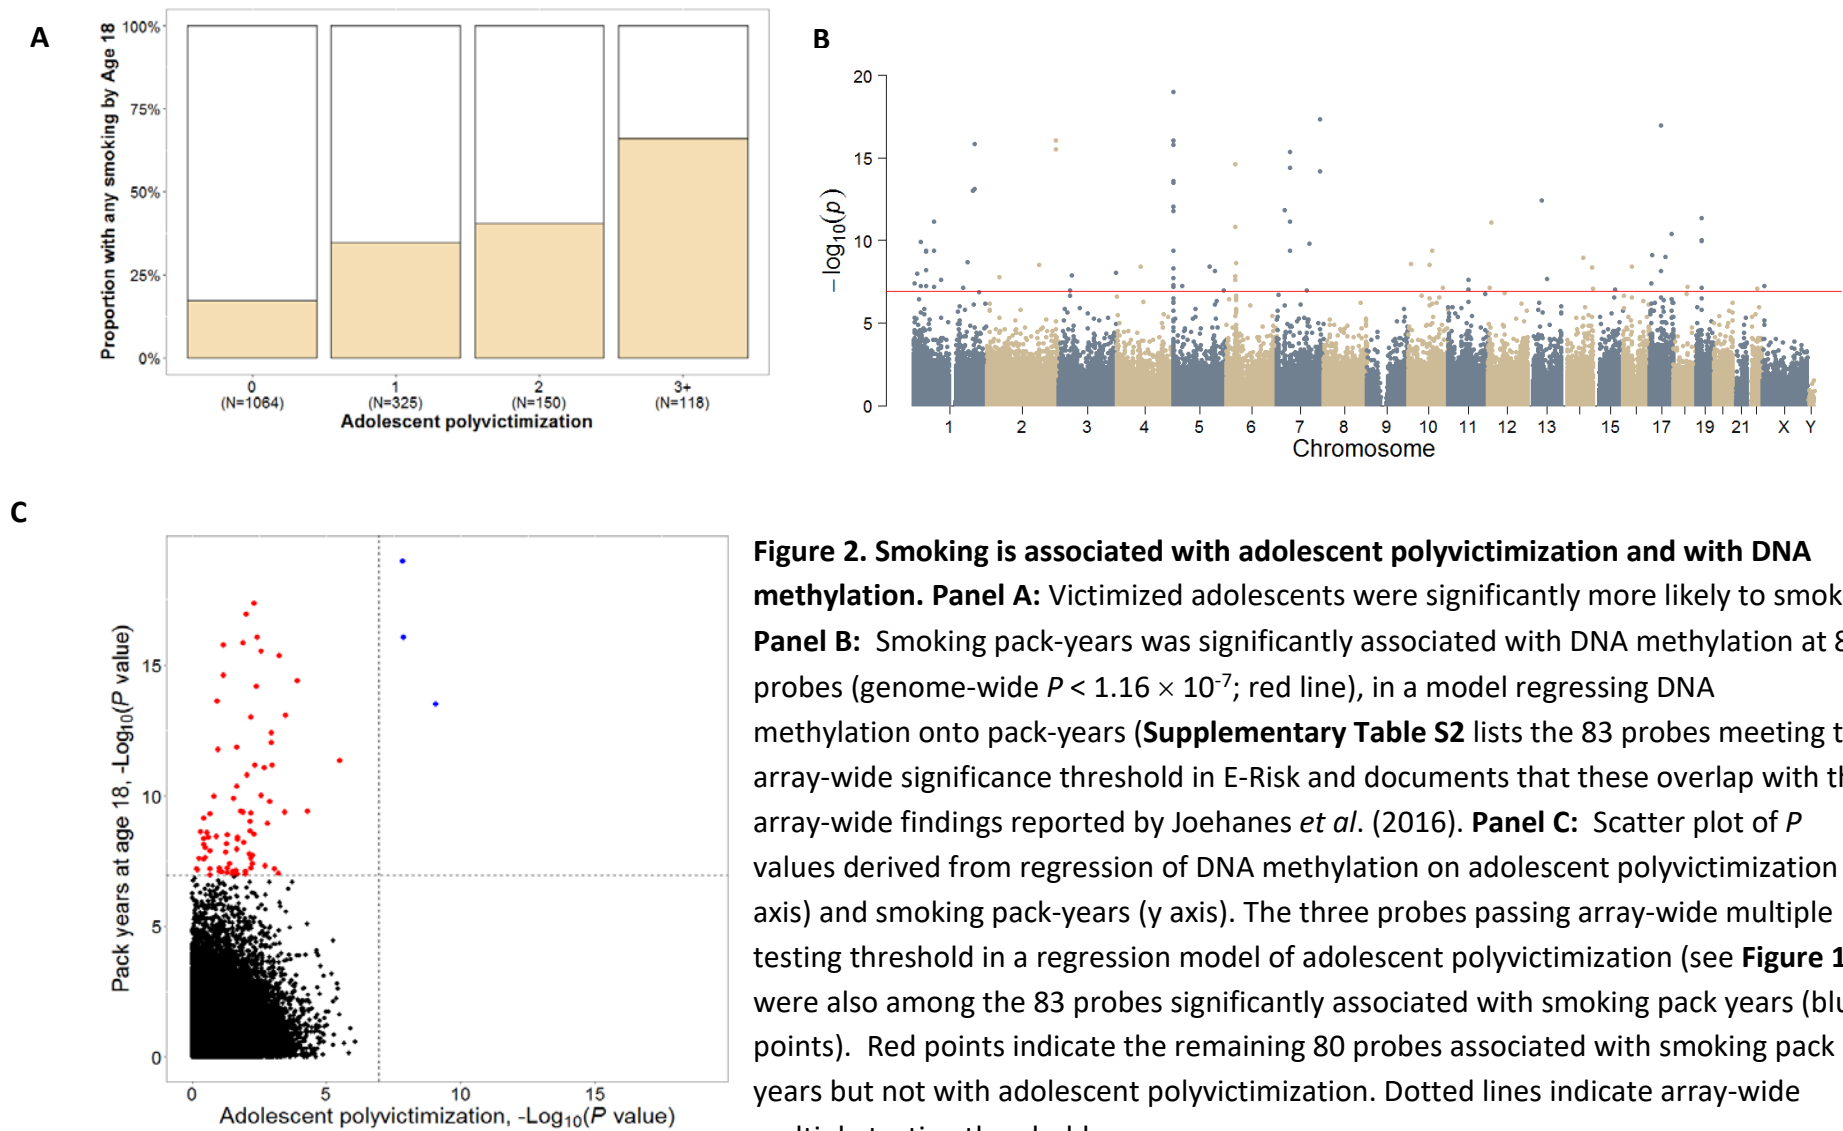 A
Proportion with any smoking by Age 18
100%
75%
50%
25%
0%
0 1 2 3+
(N=1064) (N=325) (N=150) (N=118)
Adolescent polyvictimization
B
−log10(p)
20
15
10
5
0
1 2 3 4 5 6 7 8 9 10 11 12 13 15 17 19 21 X Y
Chromosome
C
Pack years at age 18, -Log10(P value)
15
10
5
0
0 5 10 15
Adolescent polyvictimization, -Log10(P value)
Figure 2. Smoking is associated with adolescent polyvictimization and with DNA
methylation. Panel A: Victimized adolescents were significantly more likely to smok
Panel B: Smoking pack-years was significantly associated with DNA methylation at 8
probes (genome-wide P < 1.16 × 10-7; red line), in a model regressing DNA
methylation onto pack-years (Supplementary Table S2 lists the 83 probes meeting t
array-wide significance threshold in E-Risk and documents that these overlap with th
array-wide findings reported by Joehanes et al. (2016). Panel C: Scatter plot of P
values derived from regression of DNA methylation on adolescent polyvictimization
axis) and smoking pack-years (y axis). The three probes passing array-wide multiple
testing threshold in a regression model of adolescent polyvictimization (see Figure 1
were also among the 83 probes significantly associated with smoking pack years (blu
points). Red points indicate the remaining 80 probes associated with smoking pack
years but not with adolescent polyvictimization. Dotted lines indicate array-wide